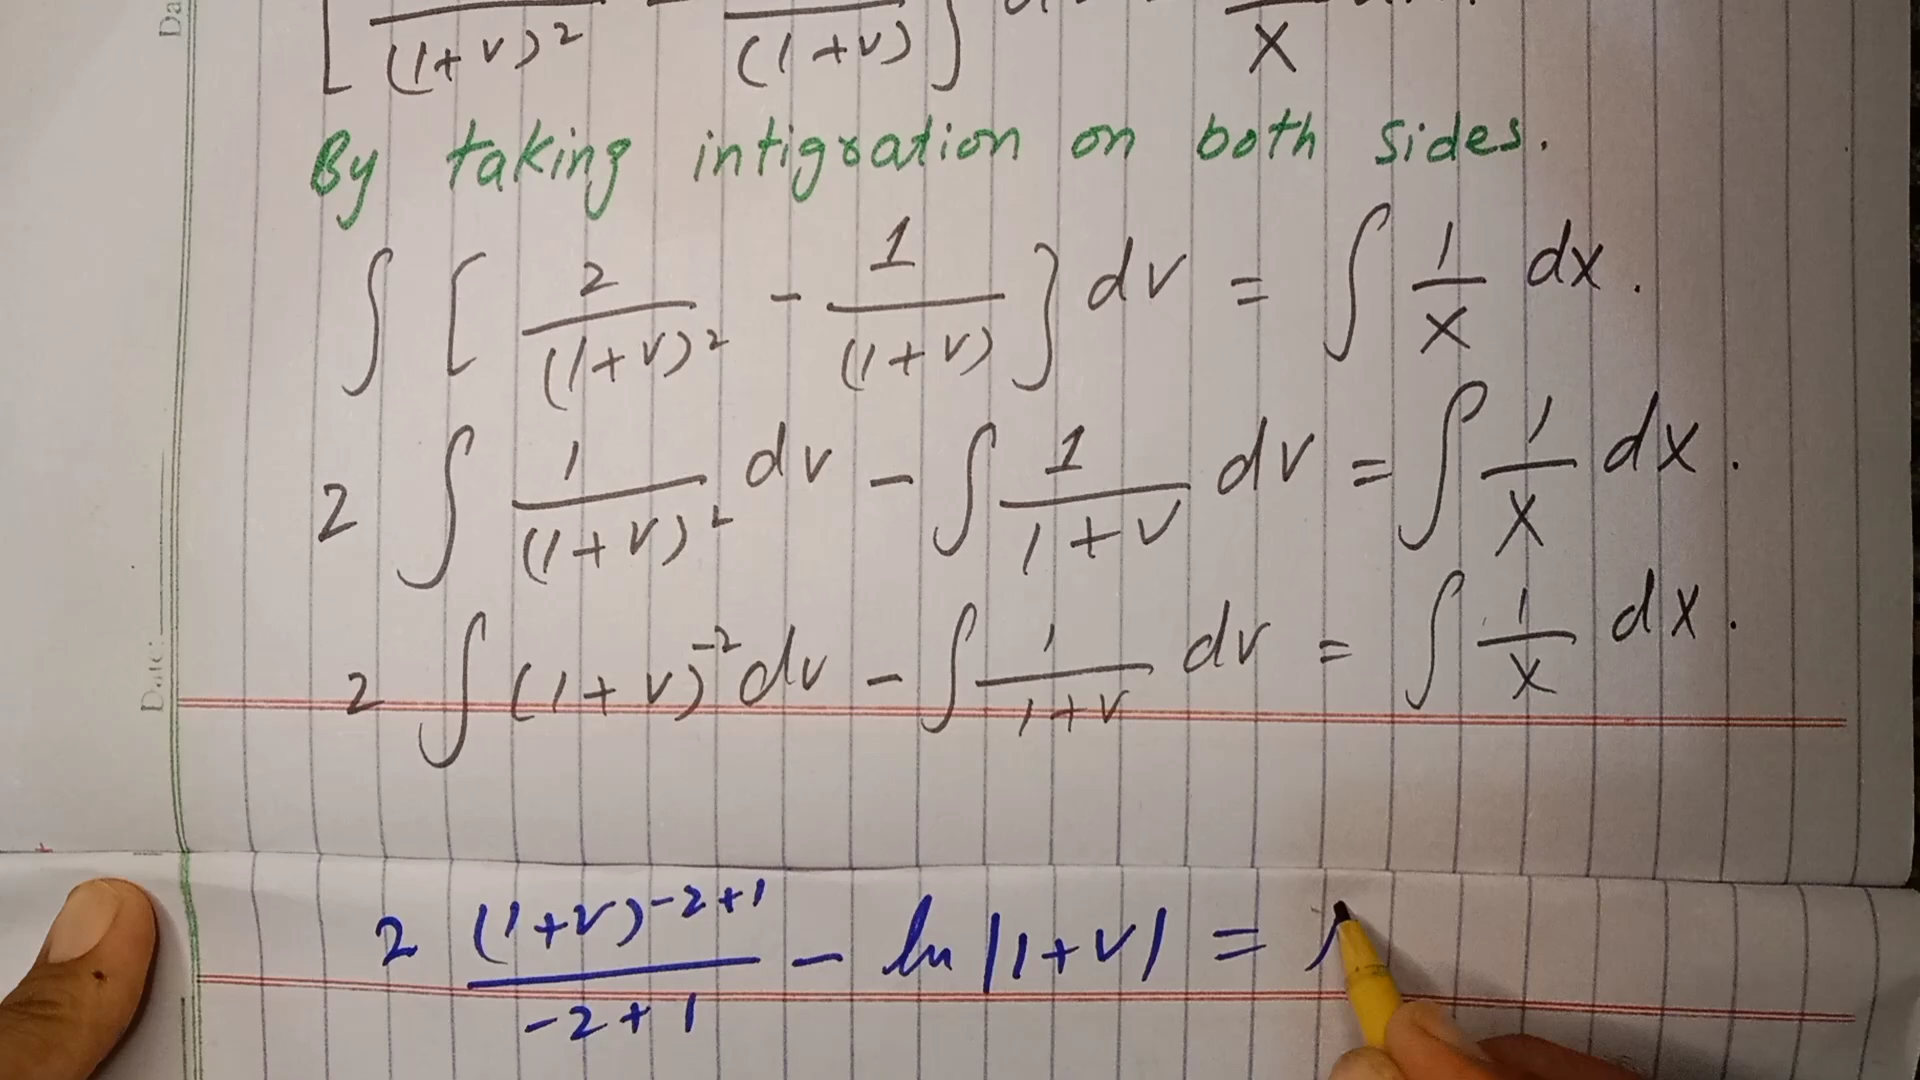 Da
(1+v)² (1+v) ] x
By taking intigration on both sides.
∫ [ 2/(1+v)² - 1/(1+v) ] dv = ∫ 1/x dx.
2 ∫ 1/(1+v)² dv - ∫ 1/1+v dv = ∫ 1/x dx.
2 ∫ (1+v)⁻² dv - ∫ 1/1+v dv = ∫ 1/x dx.
Date:
2 (1+v)⁻²⁺¹/-2+1 - ln |1+v| =